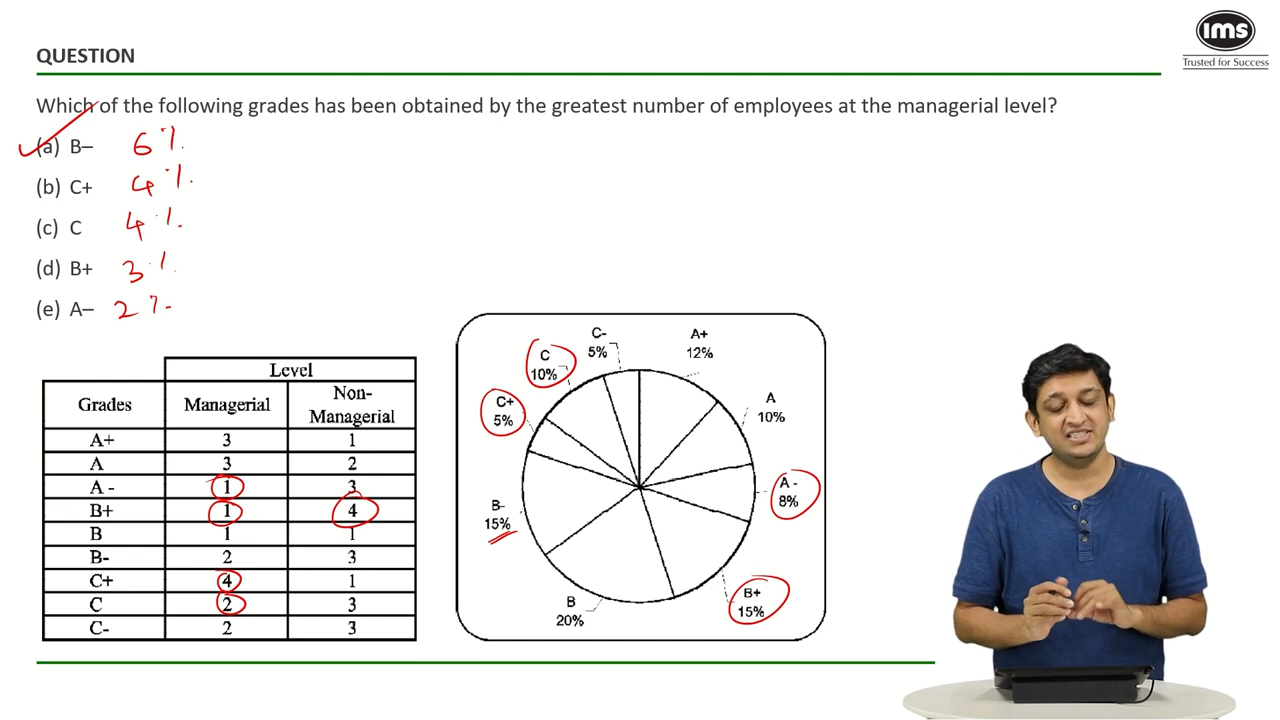 ims
Trusted for Success
QUESTION
Which of the following grades has been obtained by the greatest number of employees at the managerial level?
(a) B– 6%
(b) C+ 4%
(c) C 4%
(d) B+ 3%
(e) A– 2%
Level
Grades Managerial Non-
Managerial
A+ 3 1
A 3 2
A - 1 3
B+ 1 4
B 1 1
B- 2 3
C+ 4 1
C 2 3
C- 2 3
A+
12%
A
10%
A -
8%
B+
15%
B
20%
B-
15%
C+
5%
C
10%
C-
5%